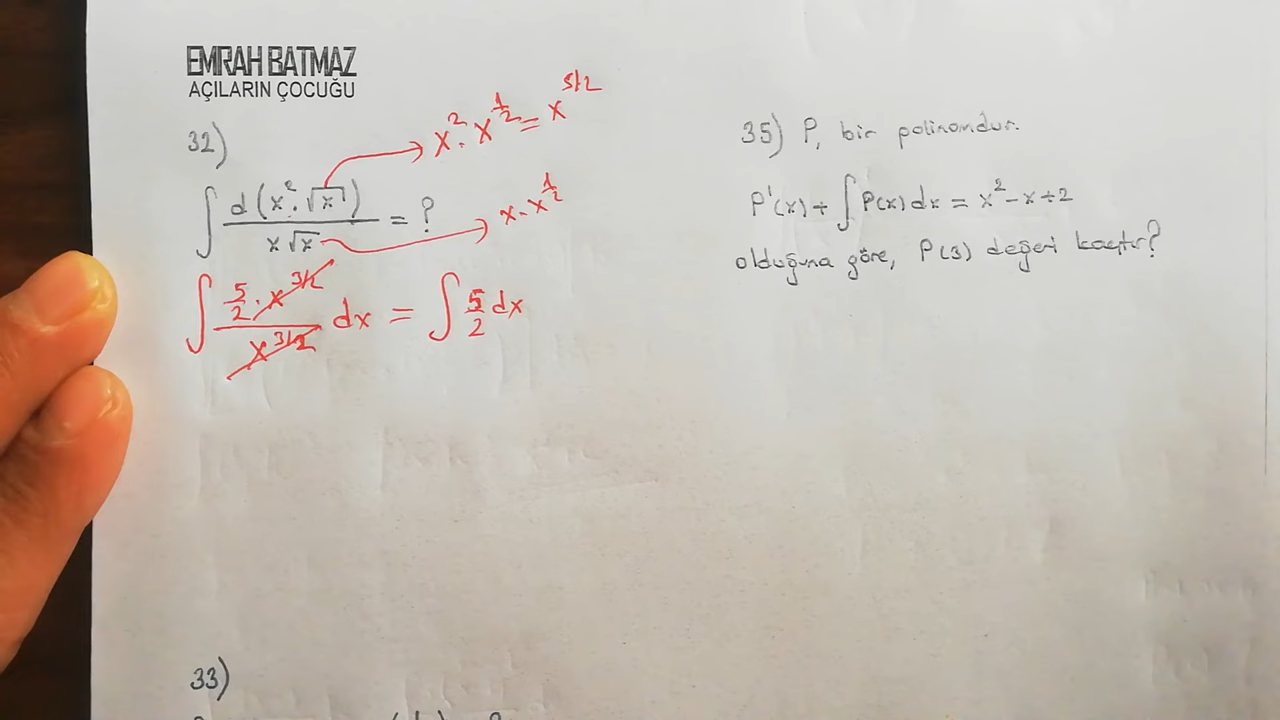 EMRAH BATMAZ
AÇILARIN ÇOCUĞU
32)
∫ d(x²·√x) / x√x = ?
x²·x^1/2 = x^5/2
x·x^1/2
∫ 5/2·x^3/2 / x^3/2 dx = ∫ 5/2 dx
33)
35) P, bir polinomdur.
P'(x) + ∫P(x)dx = x²-x+2
olduğuna göre, P(3) değeri kaçtır?